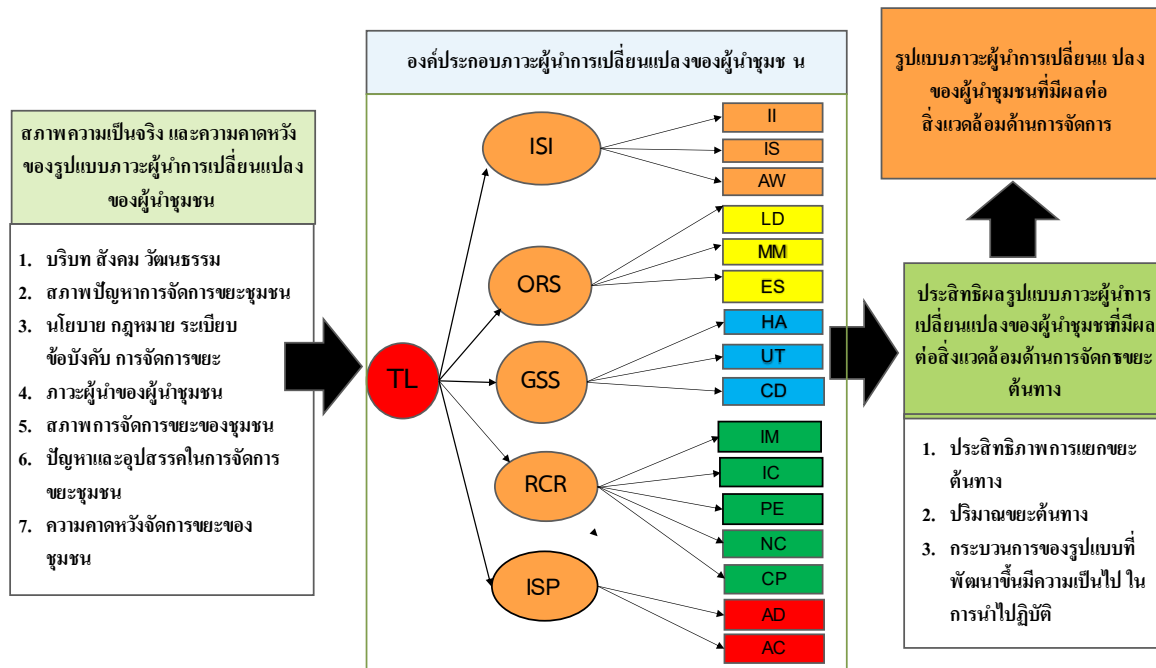 สภาพความเป็นจริง และความคาดหวัง
ของรูปแบบภาวะผู้นำการเปลี่ยนแปลง
ของผู้นำชุมชน
1. บริบท สังคม วัฒนธรรม
2. สภาพปัญหาการจัดการขยะชุมชน
3. นโยบาย กฎหมาย ระเบียบ
ข้อบังคับ การจัดการขยะ
4. ภาวะผู้นำของผู้นำชุมชน
5. สภาพการจัดการขยะของชุมชน
6. ปัญหาและอุปสรรคในการจัดการ
ขยะชุมชน
7. ความคาดหวังจัดการขยะของ
ชุมชน
องค์ประกอบภาวะผู้นำการเปลี่ยนแปลงของผู้นำชุมช น
TL
ISI
ORS
GSS
RCR
ISP
II
IS
AW
LD
MM
ES
HA
UT
CD
IM
IC
PE
NC
CP
AD
AC
รูปแบบภาวะผู้นำการเปลี่ยนแ ปลง
ของผู้นำชุมชนที่มีผลต่อ
สิ่งแวดล้อมด้านการจัดการ
ประสิทธิผลรูปแบบภาวะผู้นำการ
เปลี่ยนแปลงของผู้นำชุมชนที่มีผล
ต่อสิ่งแวดล้อมด้านการจัดการขยะ
ต้นทาง
1. ประสิทธิภาพการแยกขยะ
ต้นทาง
2. ปริมาณขยะต้นทาง
3. กระบวนการของรูปแบบที่
พัฒนาขึ้นมีความเป็นไป ใน
การนำไปฏิบัติ